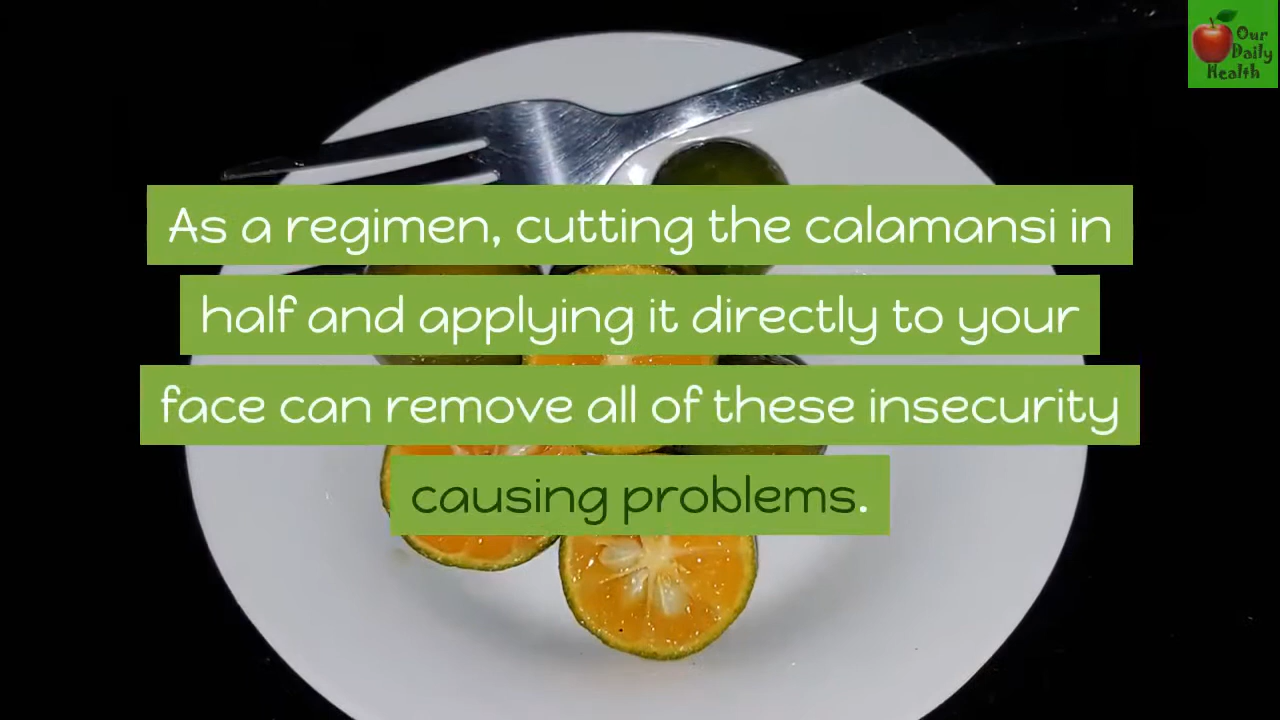 Our
Daily
Health
As a regimen, cutting the calamansi in
half and applying it directly to your
face can remove all of these insecurity
causing problems.